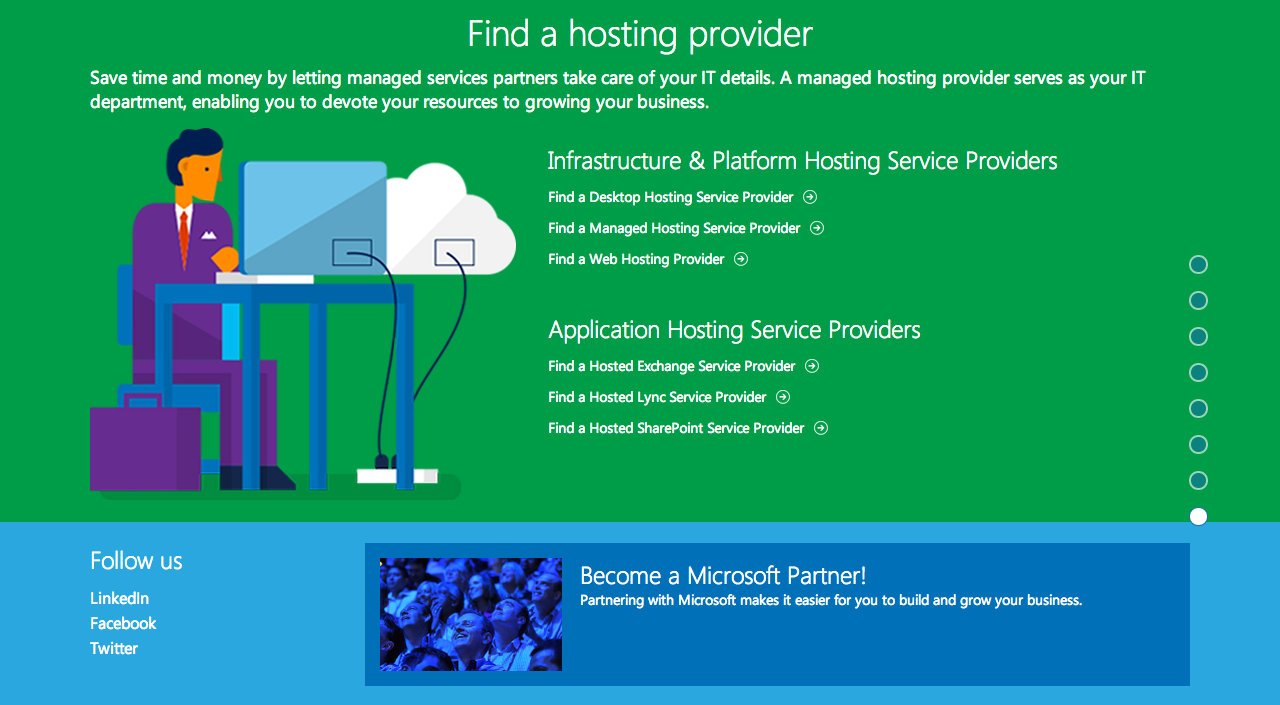 Find a hosting provider
Save time and money by letting managed services partners take care of your IT details. A managed hosting provider serves as your IT
department, enabling you to devote your resources to growing your business.
Infrastructure & Platform Hosting Service Providers
Find a Desktop Hosting Service Provider
Find a Managed Hosting Service Provider
Find a Web Hosting Service Provider
Application Hosting Service Providers
Find a Hosted Exchange Service Provider
Find a Hosted Lync Service Provider
Find a Hosted SharePoint Service Provider
Follow us
LinkedIn
Facebook
Twitter
Become a Microsoft Partner!
Partnering with Microsoft makes it easier for you to build and grow your business.